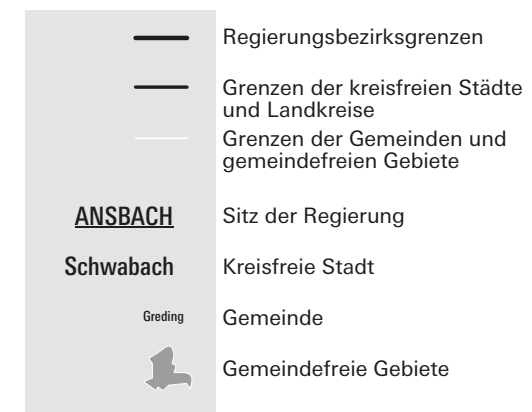 Regierungsbezirksgrenzen
Grenzen der kreisfreien Städte
und Landkreise
Grenzen der Gemeinden und
gemeindefreien Gebiete
ANSBACH Sitz der Regierung
Schwabach Kreisfreie Stadt
Greding Gemeinde
Gemeindefreie Gebiete